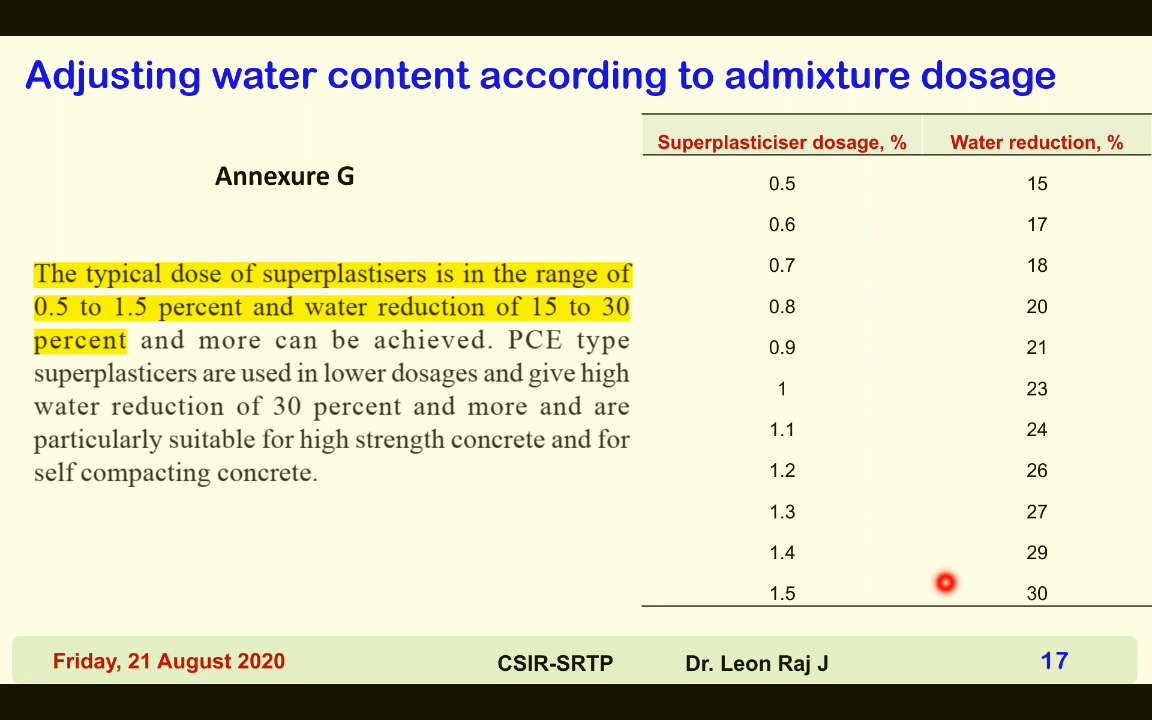 Adjusting water content according to admixture dosage
Annexure G
The typical dose of superplastisers is in the range of
0.5 to 1.5 percent and water reduction of 15 to 30
percent and more can be achieved. PCE type
superplasticers are used in lower dosages and give high
water reduction of 30 percent and more and are
particularly suitable for high strength concrete and for
self compacting concrete.
Superplasticiser dosage, % Water reduction, %
0.5 15
0.6 17
0.7 18
0.8 20
0.9 21
1 23
1.1 24
1.2 26
1.3 27
1.4 29
1.5 30
Friday, 21 August 2020 CSIR-SRTP Dr. Leon Raj J 17